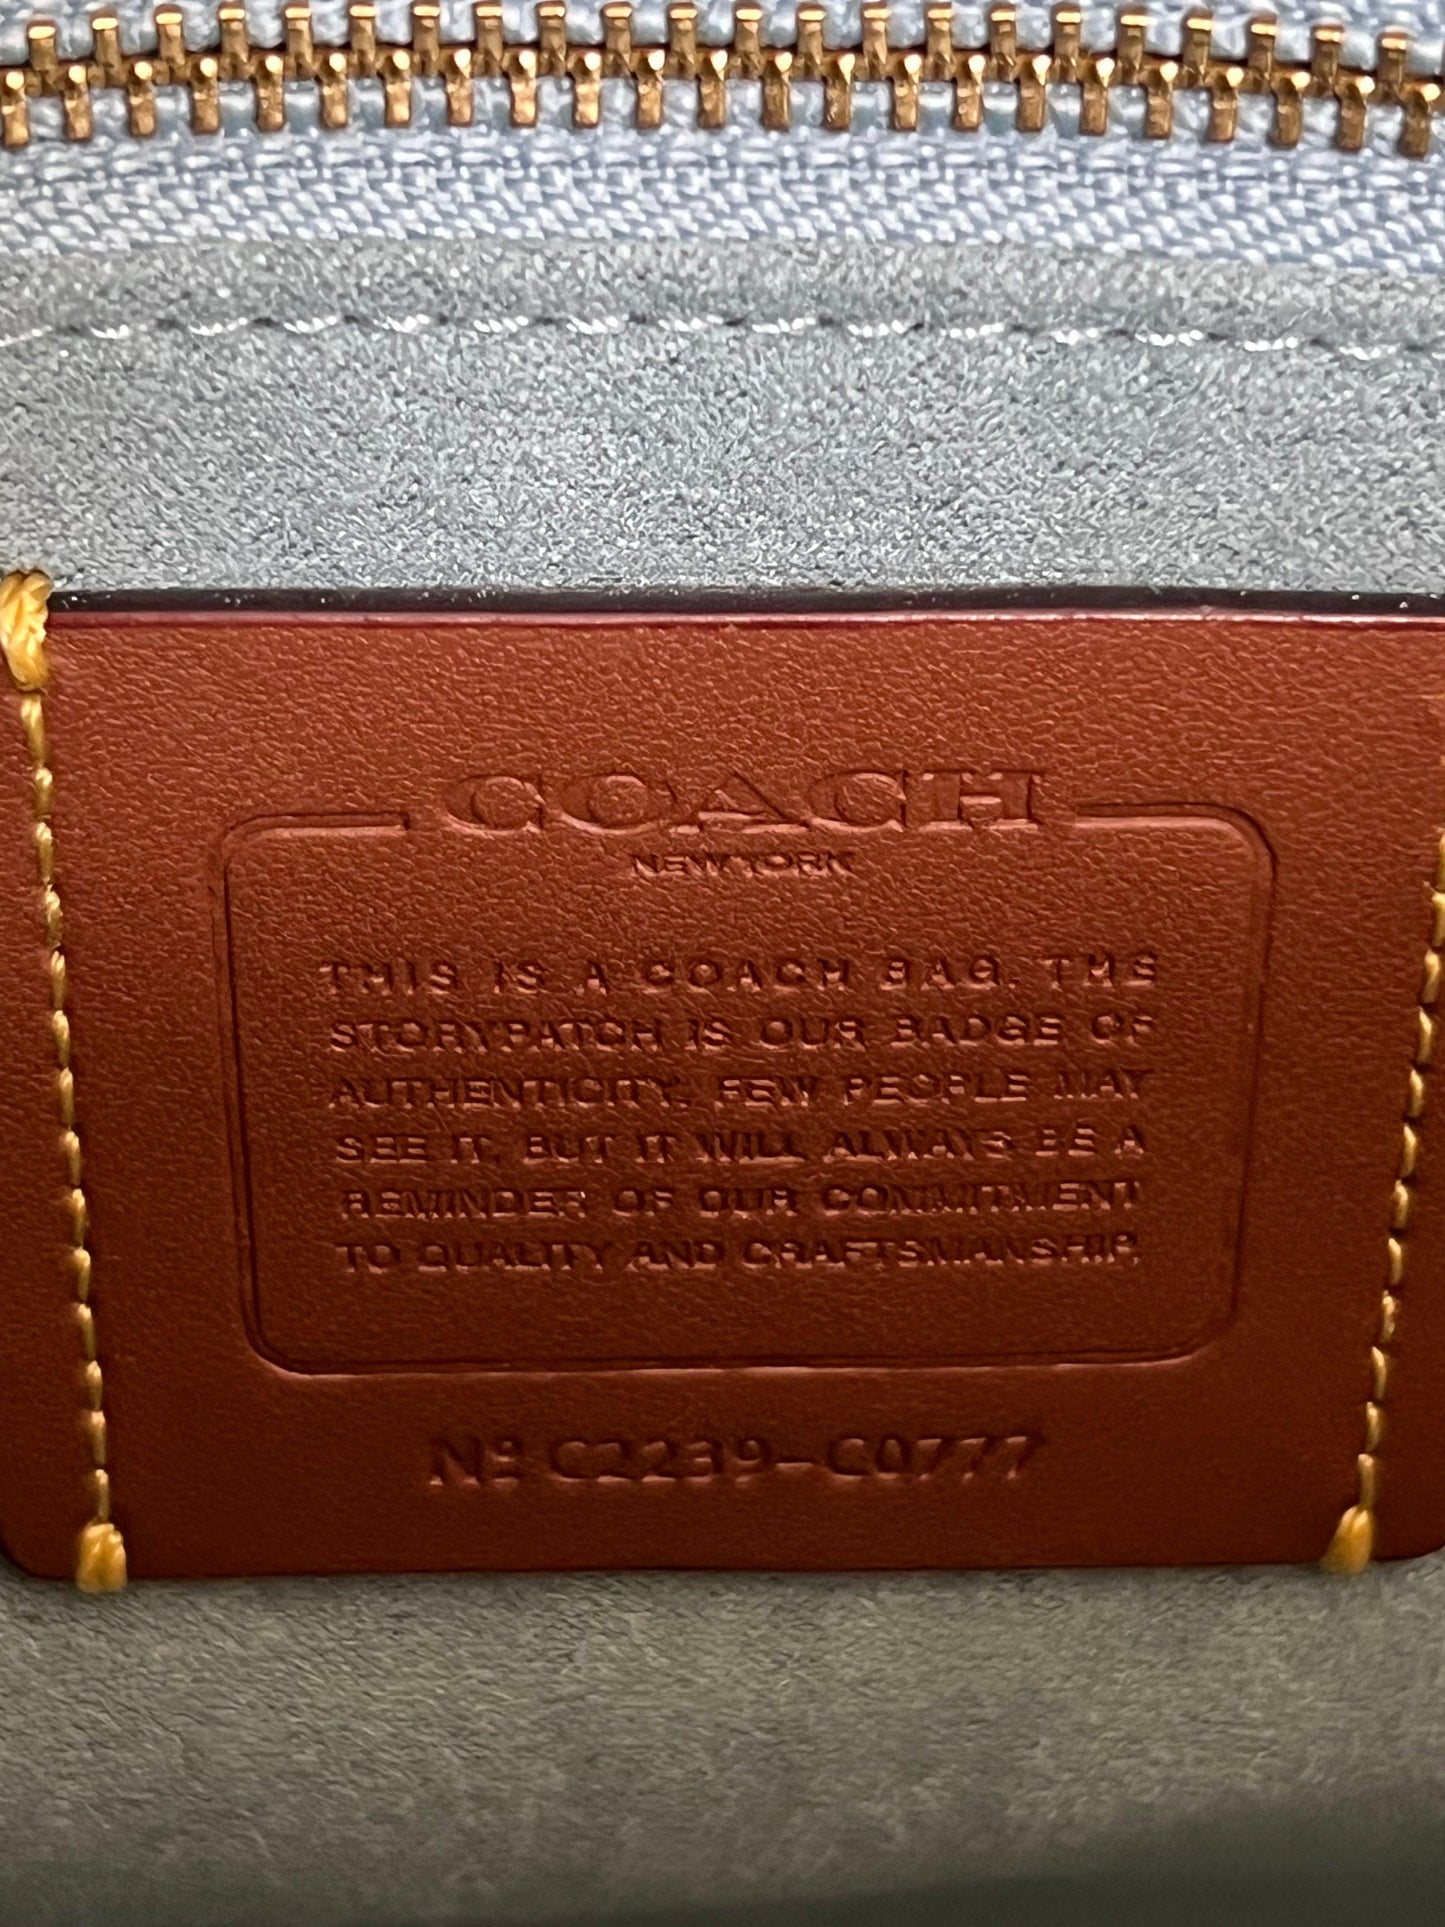 COACH
NEW YORK
THIS IS A COACH BAG. THE
STORYPATCH IS OUR BADGE OF
AUTHENTICITY. FEW PEOPLE MAY
SEE IT, BUT IT WILL ALWAYS BE A
REMINDER OF OUR COMMITMENT
TO QUALITY AND CRAFTSMANSHIP.
Nº C2239-C0777